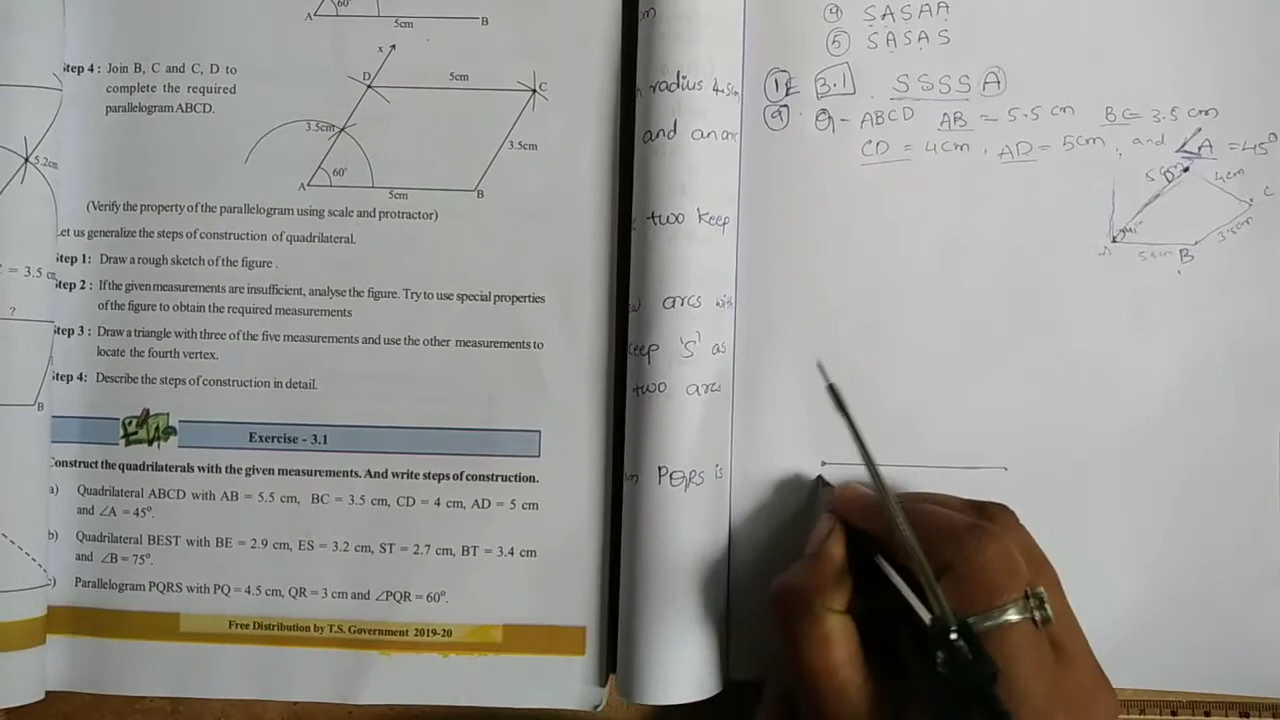 A 60° 5cm B
Step 4 : Join B, C and C, D to
complete the required
parallelogram ABCD.
x
D 5cm C
3.5cm
3.5cm
60°
A 5cm B
5.2cm
(Verify the property of the parallelogram using scale and protractor)
Let us generalize the steps of construction of quadrilateral.
Step 1: Draw a rough sketch of the figure .
Step 2 : If the given measurements are insufficient, analyse the figure. Try to use special properties
of the figure to obtain the required measurements
Step 3 : Draw a triangle with three of the five measurements and use the other measurements to
locate the fourth vertex.
Step 4: Describe the steps of construction in detail.
= 3.5 cm
?
B
Exercise - 3.1
Construct the quadrilaterals with the given measurements. And write steps of construction.
a) Quadrilateral ABCD with AB = 5.5 cm, BC = 3.5 cm, CD = 4 cm, AD = 5 cm
and ∠A = 45°.
b) Quadrilateral BEST with BE = 2.9 cm, ES = 3.2 cm, ST = 2.7 cm, BT = 3.4 cm
and ∠B = 75°.
c) Parallelogram PQRS with PQ = 4.5 cm, QR = 3 cm and ∠PQR = 60°.
Free Distribution by T.S. Government 2019-20
radius 4.5cm
and an arc
two keep
arcs with
keep 'S' as
two arcs
PQRS is
④ SASAA
⑤ SASAS
① 3.1 SSSSA
ⓐ Q - ABCD AB = 5.5 cm BC = 3.5 cm
CD = 4cm, AD = 5cm, and ∠A = 45°
D 4cm
C
3.5cm
B